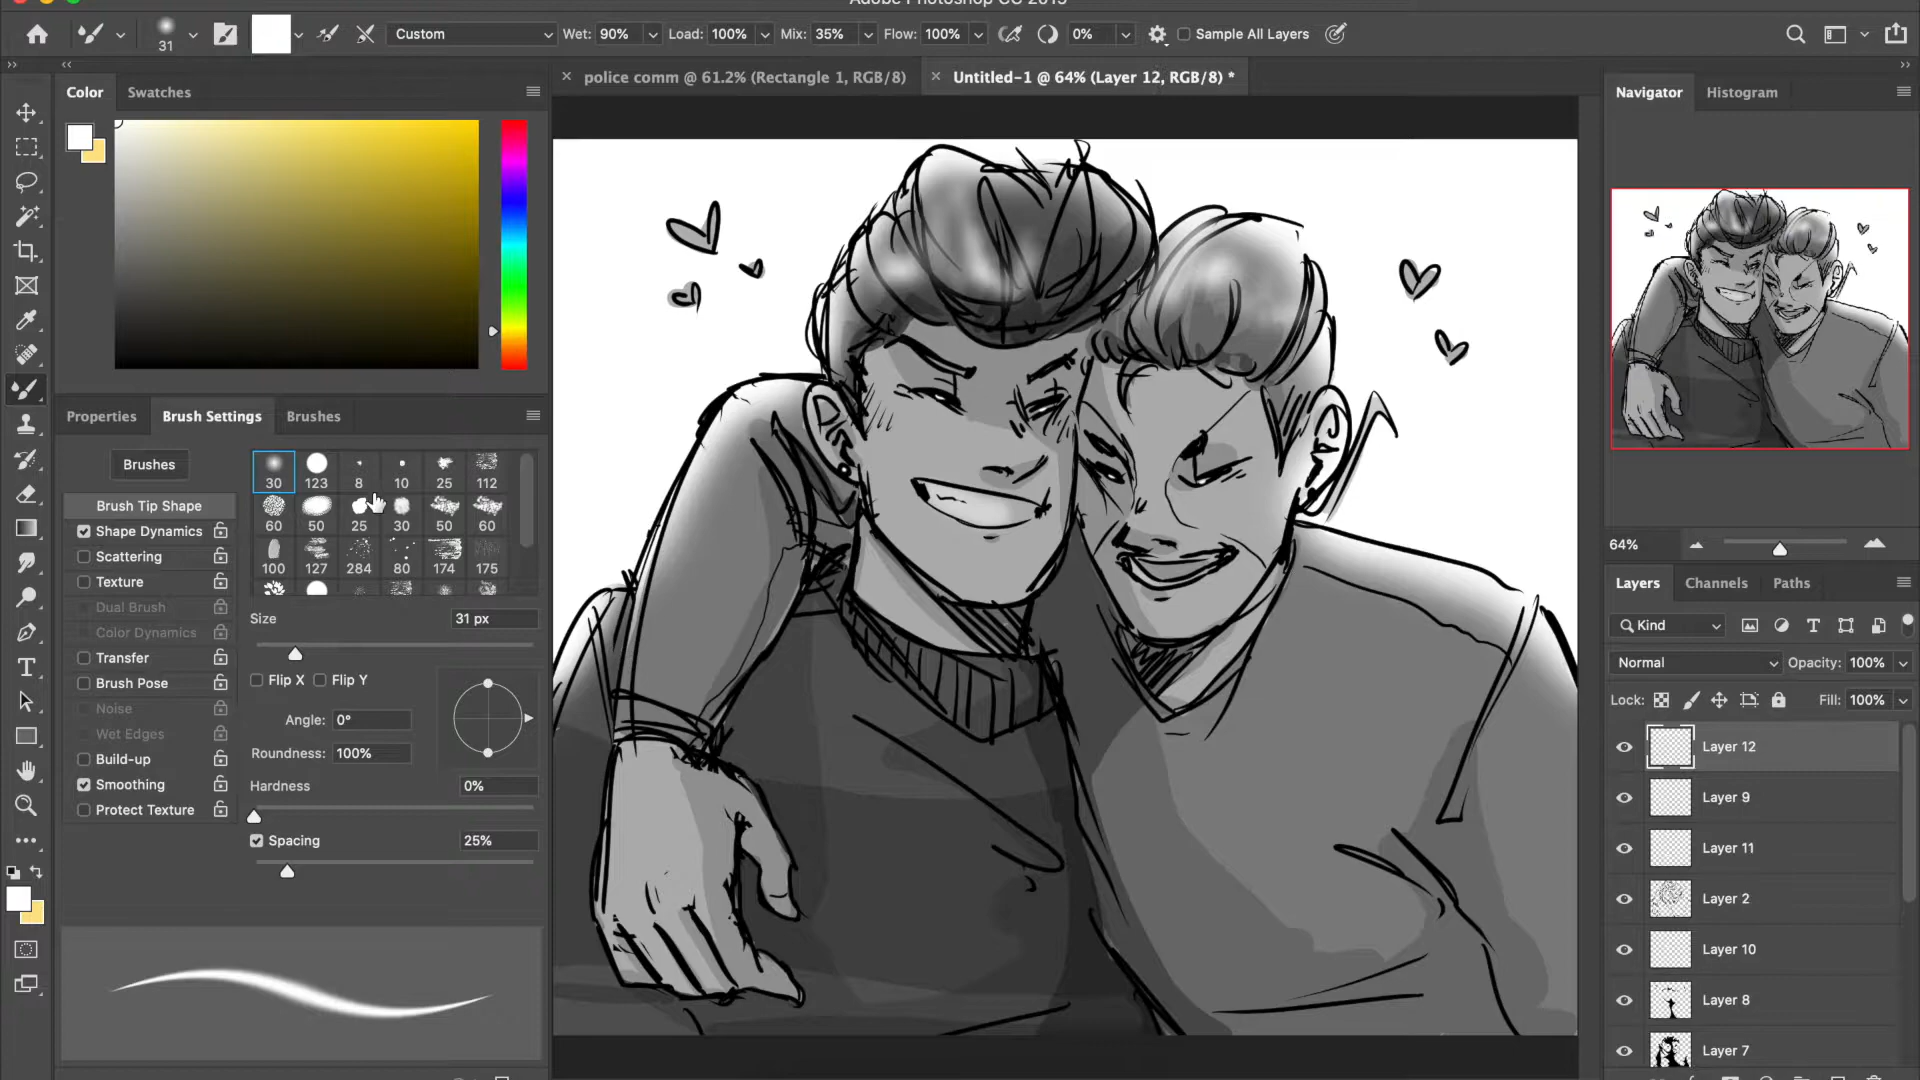 Adobe Photoshop CC 2019
31
Custom
Wet: 90%
Load: 100%
Mix: 35%
Flow: 100%
0%
Sample All Layers
police comm @ 61.2% (Rectangle 1, RGB/8)
Untitled-1 @ 64% (Layer 12, RGB/8) *
Color
Swatches
Navigator
Histogram
Properties
Brush Settings
Brushes
Brushes
Brush Tip Shape
Shape Dynamics
Scattering
Texture
Dual Brush
Color Dynamics
Transfer
Brush Pose
Noise
Wet Edges
Build-up
Smoothing
Protect Texture
30 123 8 10 25 112
60 50 25 30 50 60
100 127 284 80 174 175
Size 31 px
Flip X Flip Y
Angle: 0°
Roundness: 100%
Hardness 0%
Spacing 25%
64%
Layers
Channels
Paths
Kind
Normal
Opacity: 100%
Lock:
Fill: 100%
Layer 12
Layer 9
Layer 11
Layer 2
Layer 10
Layer 8
Layer 7